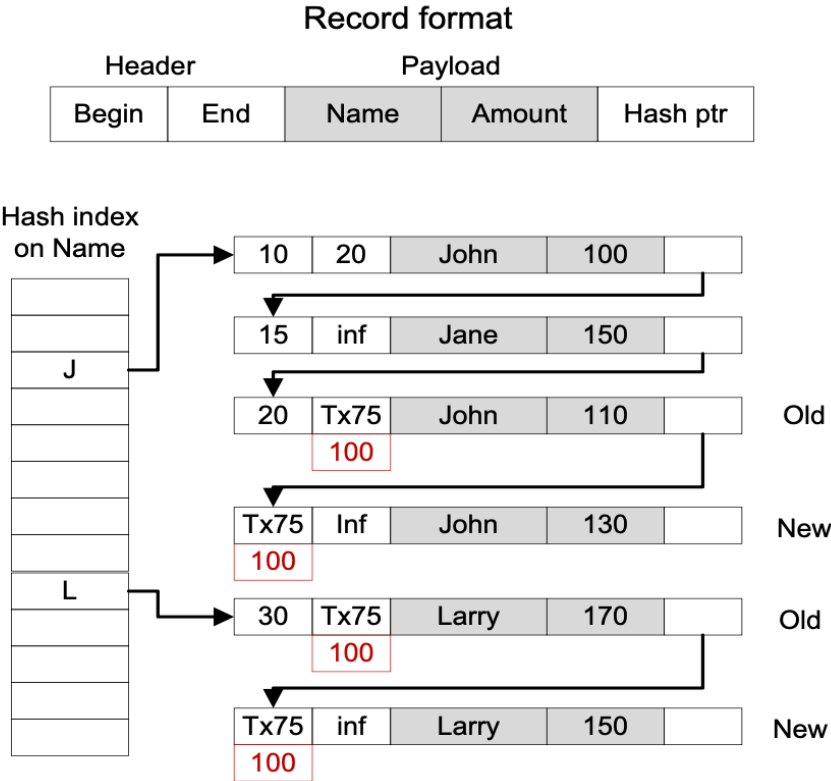 Record format
Header Payload
Begin End Name Amount Hash ptr
Hash index
on Name
10 20 John 100
15 inf Jane 150
J
20 Tx75 John 110 Old
100
Tx75 Inf John 130 New
100
L
30 Tx75 Larry 170 Old
100
Tx75 inf Larry 150 New
100